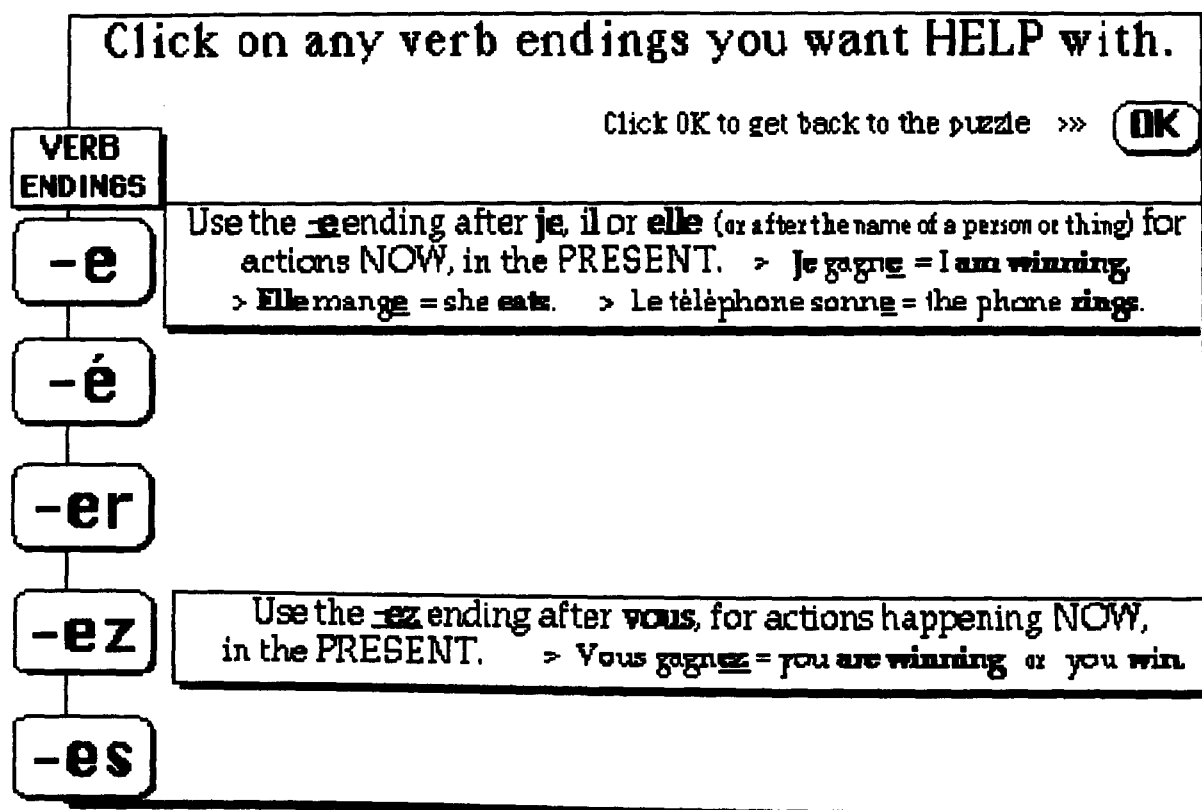 Click on any verb endings you want HELP with.
Click OK to get back to the puzzle >>> OK
VERB
ENDINGS
-e
Use the -e ending after je, il or elle (or after the name of a person or thing) for
actions NOW, in the PRESENT. > Je gagne = I am winning,
> Elle mange = she eats. > Le téléphone sonne = the phone rings.
-é
-er
-ez
Use the -ez ending after vous, for actions happening NOW,
in the PRESENT. > Vous gagnez = you are winning or you win.
-es